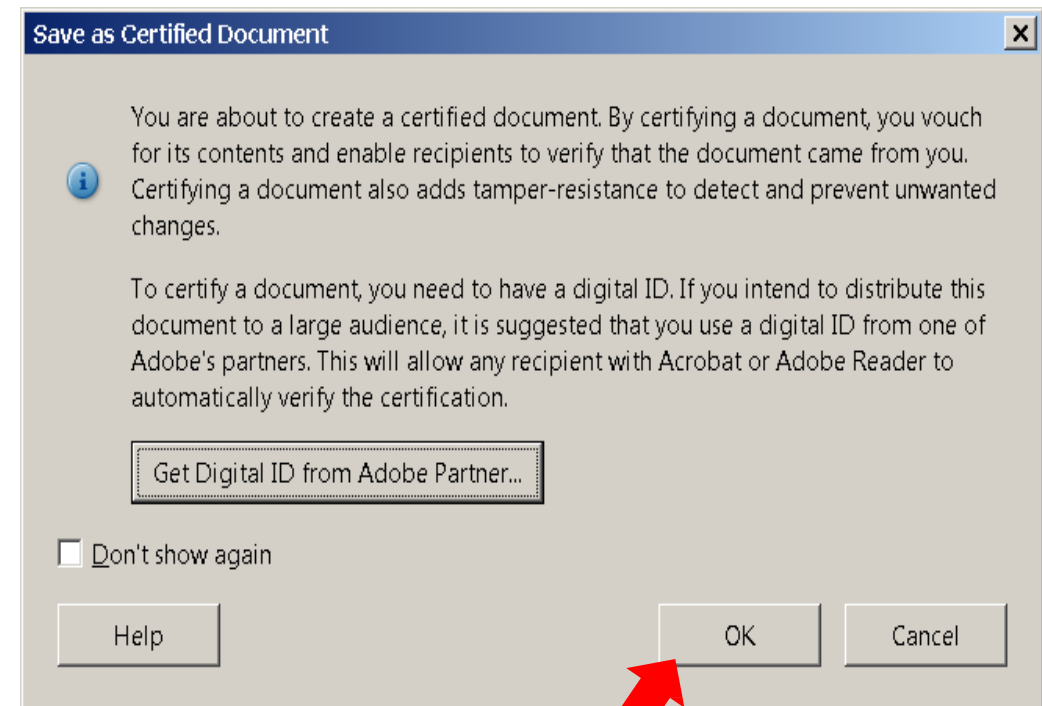 Save as Certified Document
You are about to create a certified document. By certifying a document, you vouch
for its contents and enable recipients to verify that the document came from you.
Certifying a document also adds tamper-resistance to detect and prevent unwanted
changes.
To certify a document, you need to have a digital ID. If you intend to distribute this
document to a large audience, it is suggested that you use a digital ID from one of
Adobe's partners. This will allow any recipient with Acrobat or Adobe Reader to
automatically verify the certification.
Get Digital ID from Adobe Partner...
Don't show again
Help OK Cancel